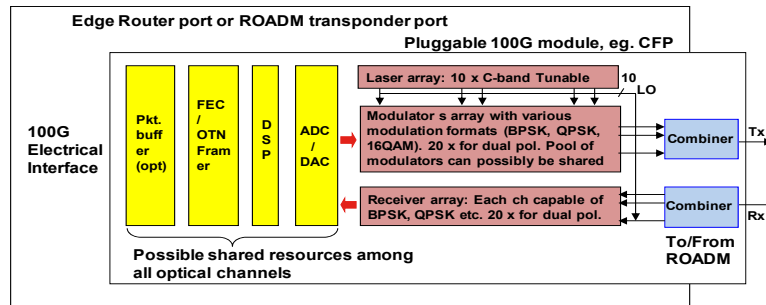 Edge Router port or ROADM transponder port
Pluggable 100G module, eg. CFP
100G
Electrical
Interface
Pkt.
buff
er
(opt)
FEC
/
OTN
Fram
er
D
S
P
ADC
/
DAC
Laser array: 10 x C-band Tunable
10
LO
Modulator s array with various
modulation formats (BPSK, QPSK,
16QAM). 20 x for dual pol. Pool of
modulators can possibly be shared
Combiner
Tx
Receiver array: Each ch capable of
BPSK, QPSK etc. 20 x for dual pol.
Combiner
Rx
To/From
ROADM
Possible shared resources among
all optical channels